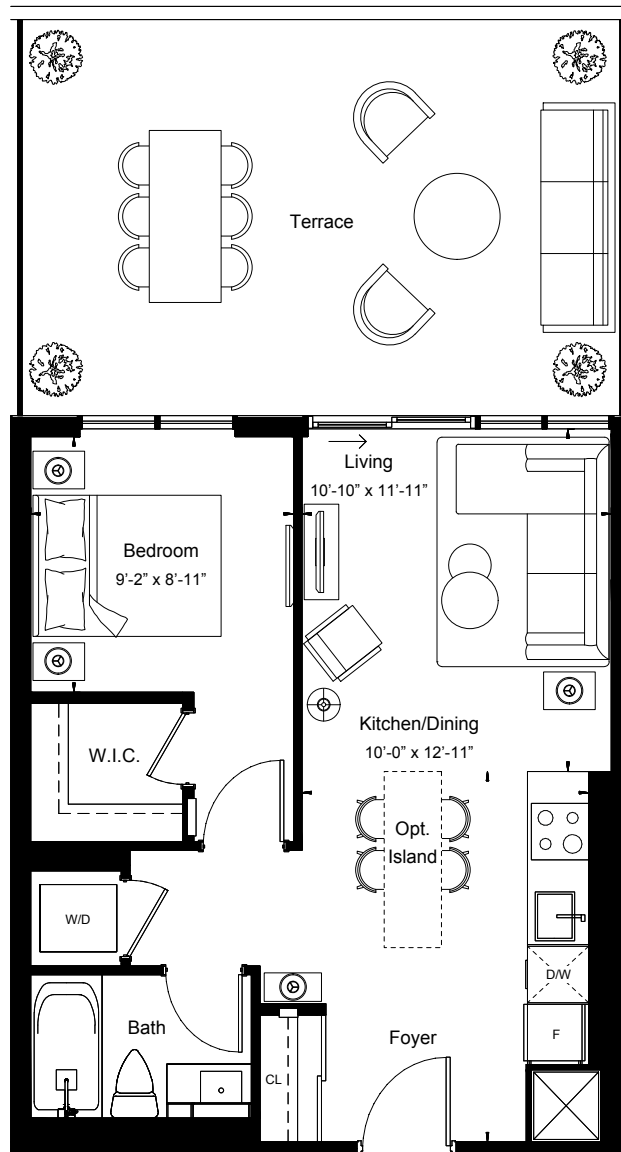 Terrace
Living
10'-10" x 11'-11"
Bedroom
9'-2" x 8'-11"
Kitchen/Dining
10'-0" x 12'-11"
W.I.C.
Opt.
Island
W/D
D/W
Bath
Foyer
F
CL